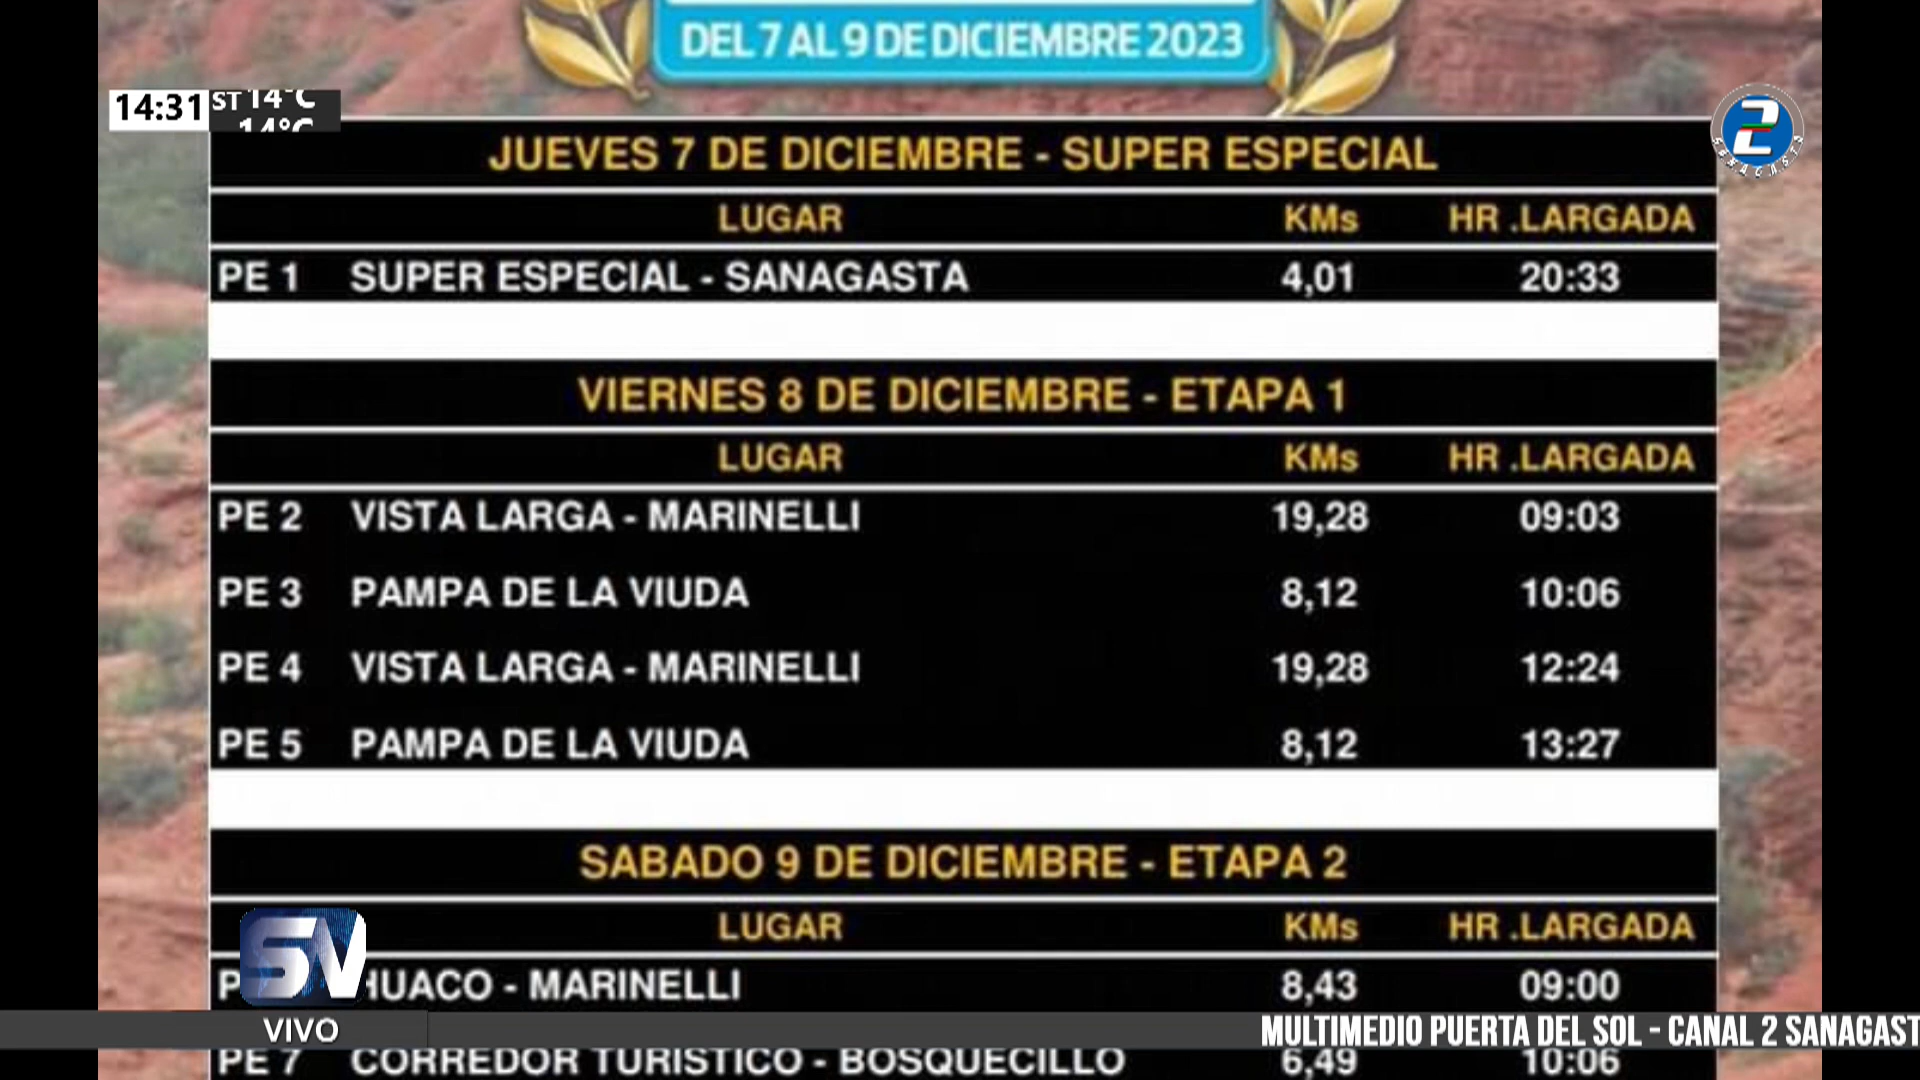 DEL 7 AL 9 DE DICIEMBRE 2023
14:31 ST 14°C
14°C
2
SANAGASTA
JUEVES 7 DE DICIEMBRE - SUPER ESPECIAL
LUGAR KMs HR .LARGADA
PE 1 SUPER ESPECIAL - SANAGASTA 4,01 20:33
VIERNES 8 DE DICIEMBRE - ETAPA 1
LUGAR KMs HR .LARGADA
PE 2 VISTA LARGA - MARINELLI 19,28 09:03
PE 3 PAMPA DE LA VIUDA 8,12 10:06
PE 4 VISTA LARGA - MARINELLI 19,28 12:24
PE 5 PAMPA DE LA VIUDA 8,12 13:27
SABADO 9 DE DICIEMBRE - ETAPA 2
LUGAR KMs HR .LARGADA
P HUACO - MARINELLI 8,43 09:00
SN
VIVO
MULTIMEDIO PUERTA DEL SOL - CANAL 2 SANAGAST
PE 7 CORREDOR TURISTICO - BOSQUECILLO 6,49 10:06